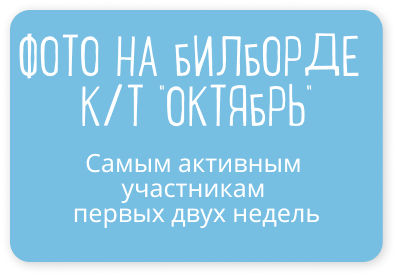 ФОТО НА БИЛБОРДЕ
К/Т "ОКТЯБРЬ"
Самым активным
участникам
первых двух недель